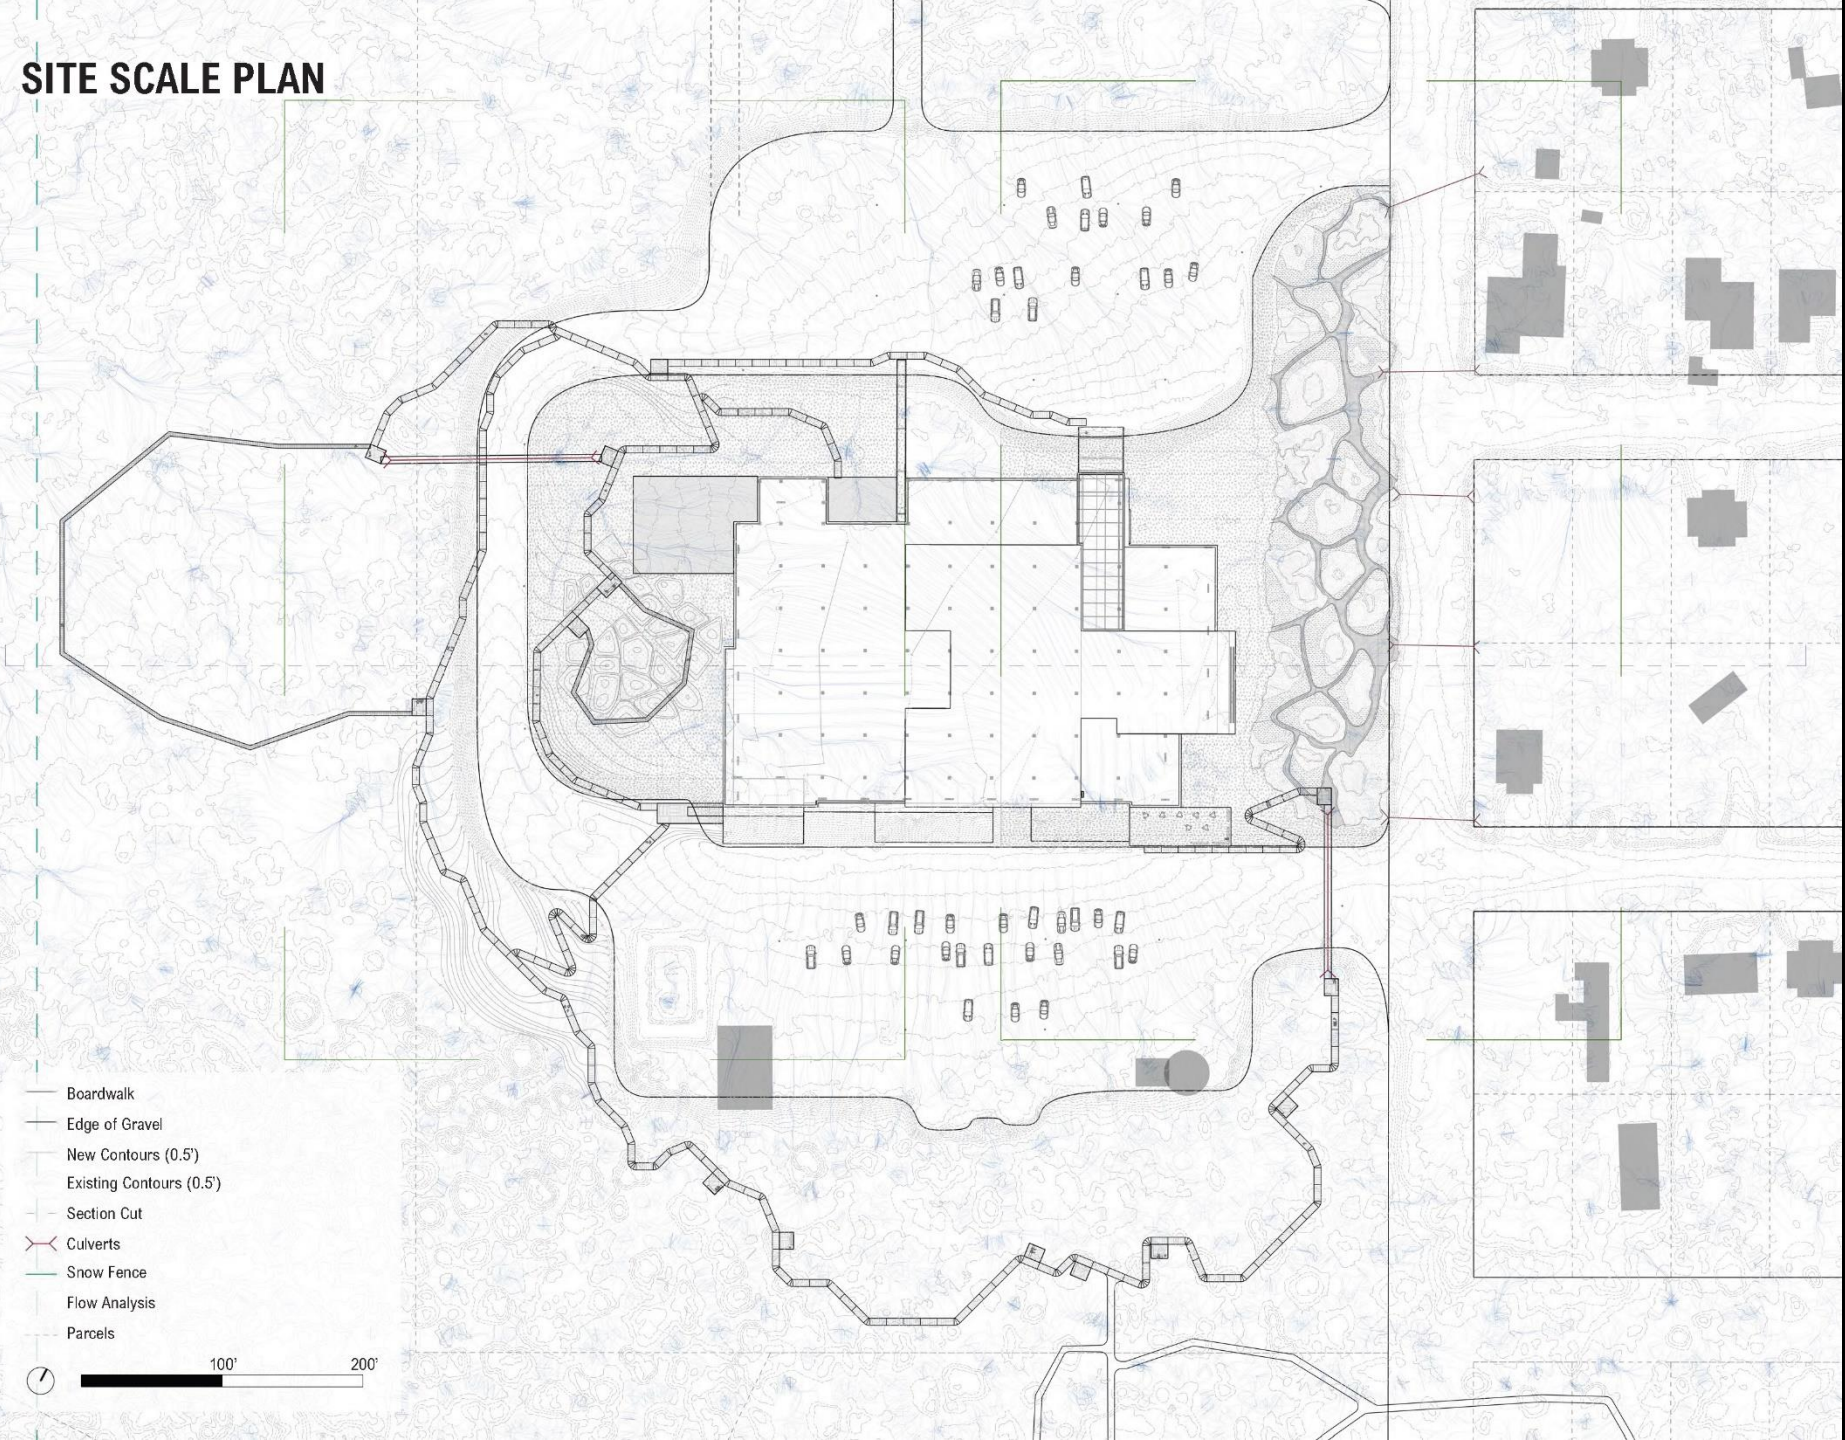 SITE SCALE PLAN
Boardwalk
Edge of Gravel
New Contours (0.5')
Existing Contours (0.5')
Section Cut
Culverts
Snow Fence
Flow Analysis
Parcels
100' 200'